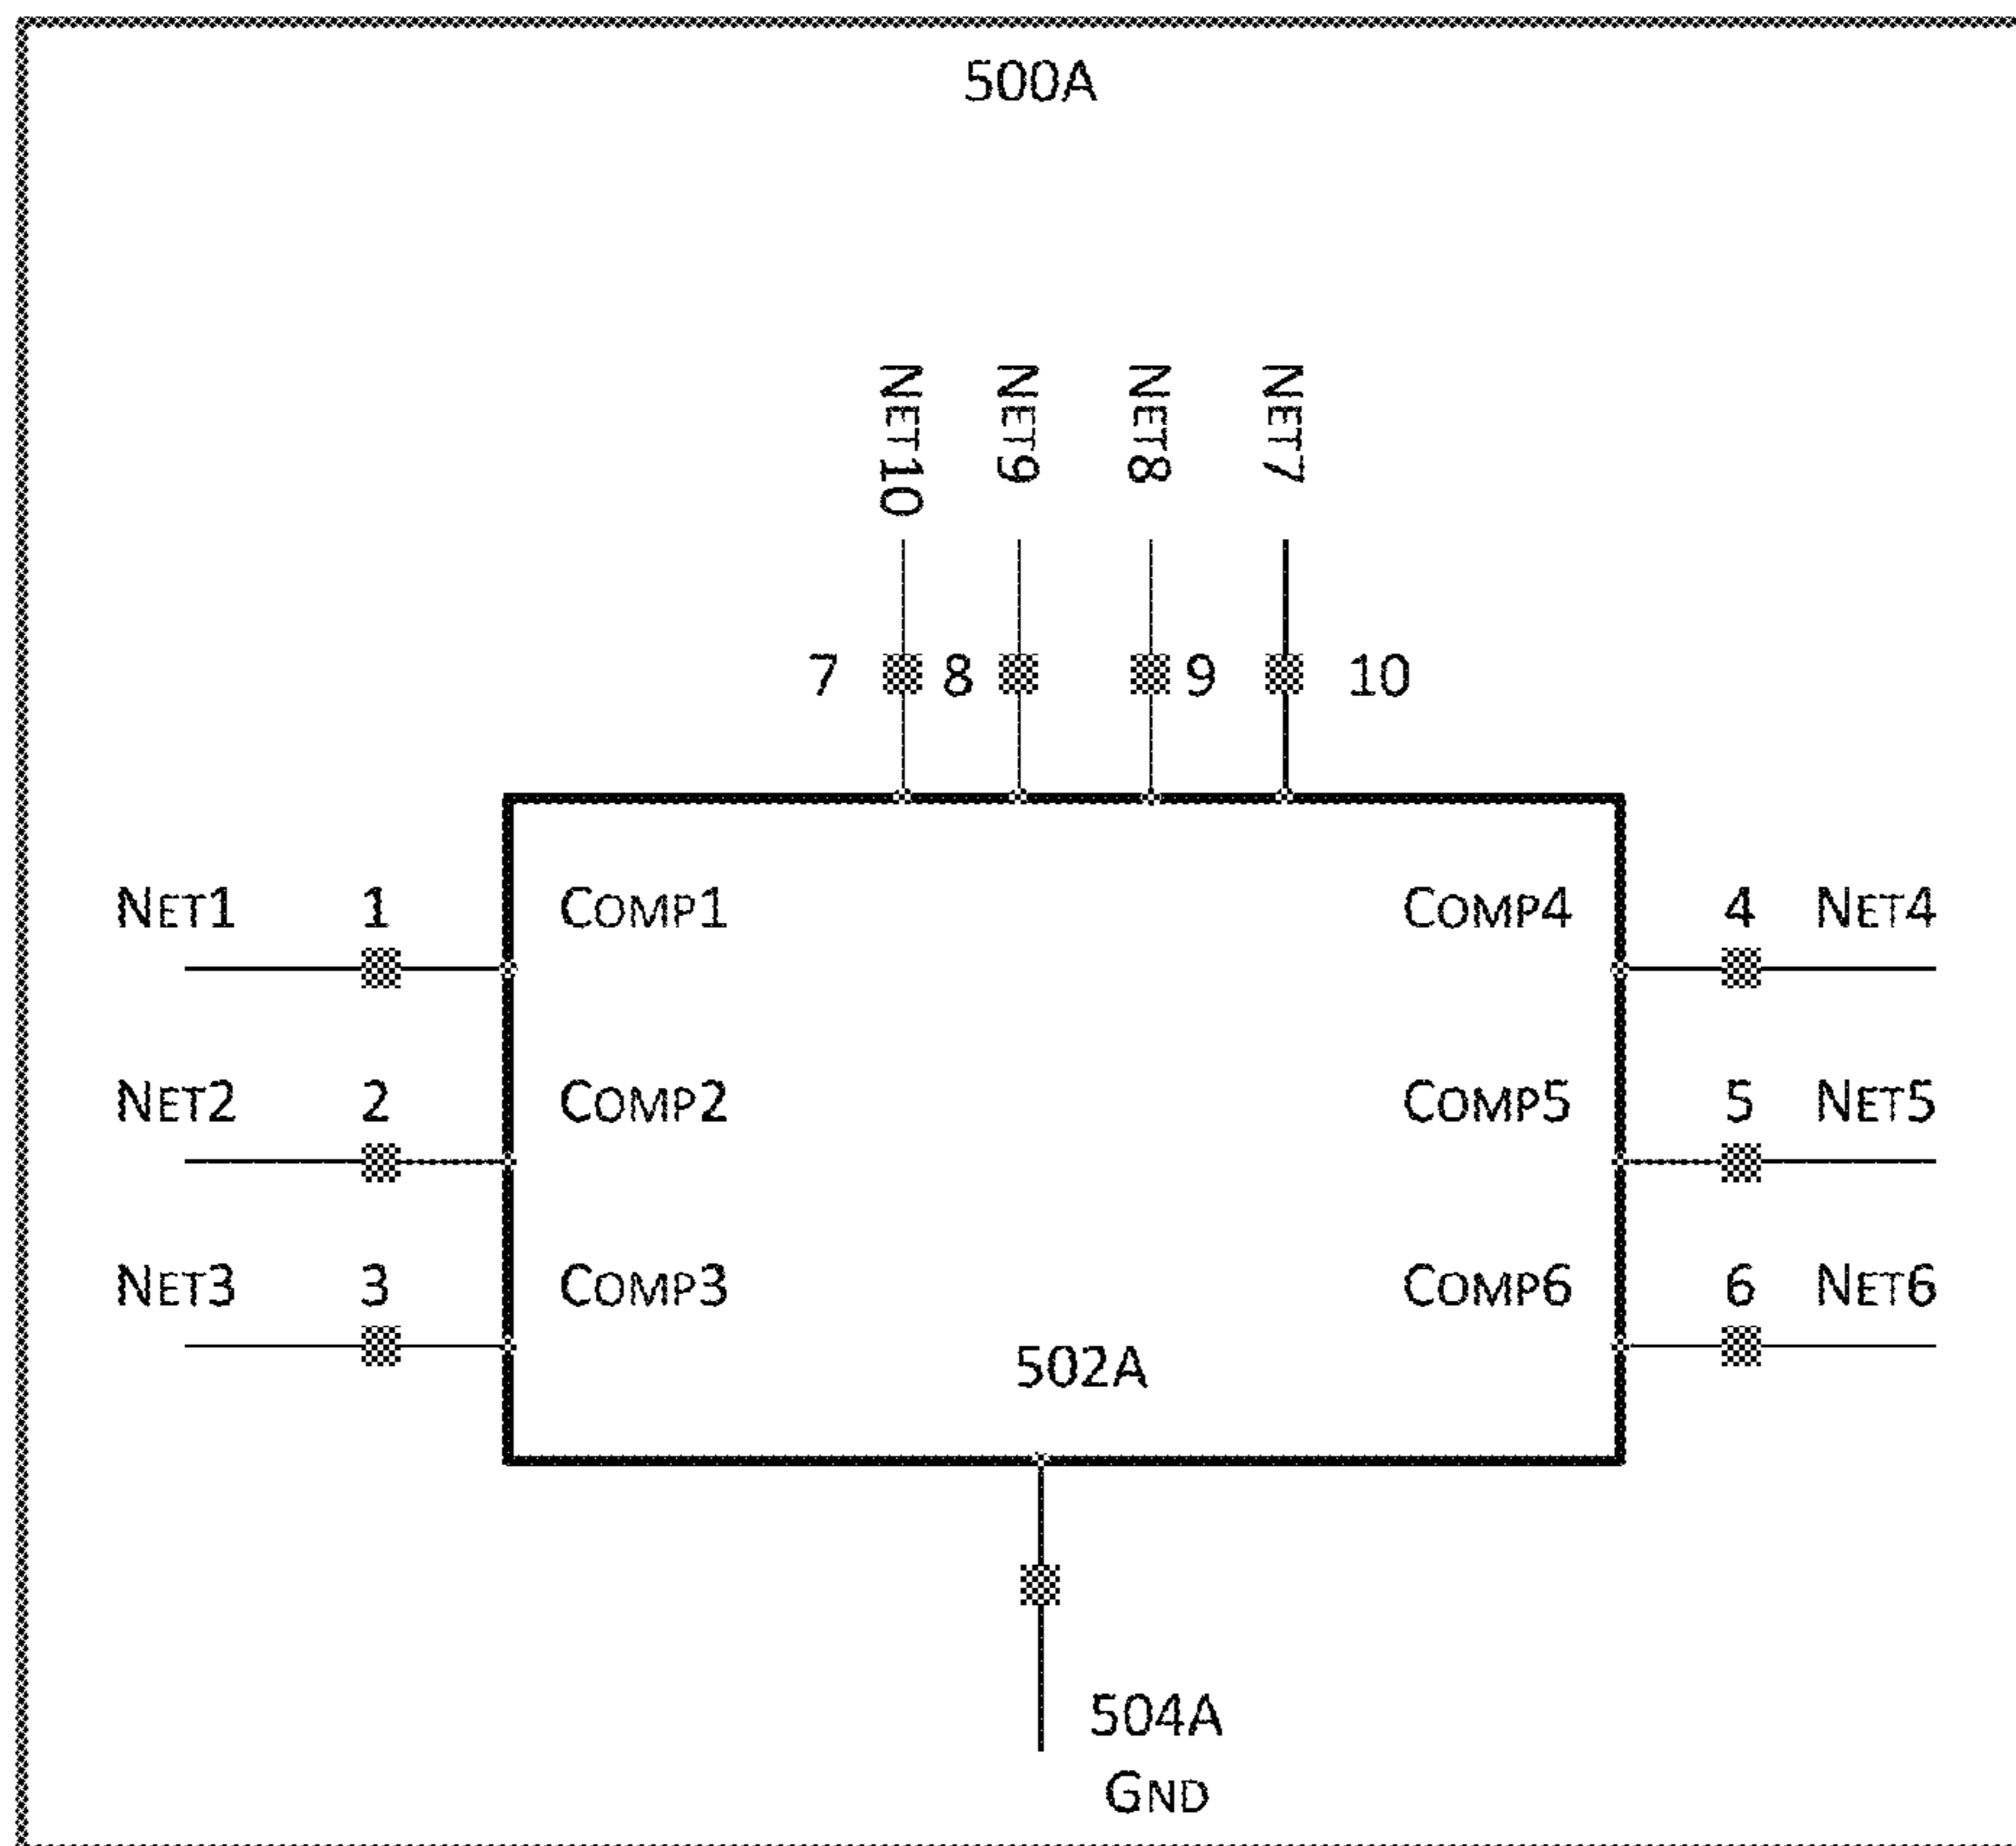 500A
NET10 NET9 NET8 NET7
7 8 9 10
NET1 1 COMP1 COMP4 4 NET4
NET2 2 COMP2 COMP5 5 NET5
NET3 3 COMP3 COMP6 6 NET6
502A
504A
GND